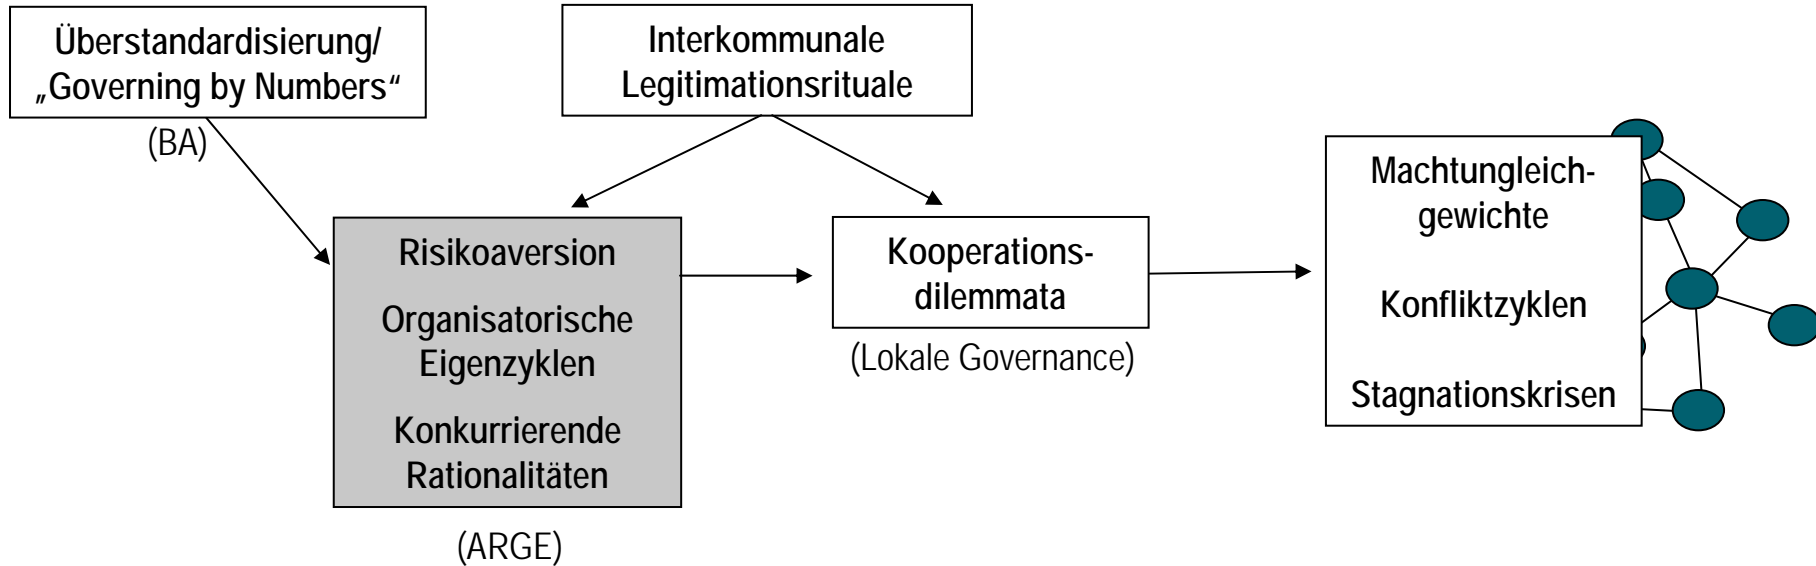 Überstandardisierung/
„Governing by Numbers“
(BA)
Interkommunale
Legitimationsrituale
Risikoaversion
Organisatorische
Eigenzyklen
Konkurrierende
Rationalitäten
(ARGE)
Kooperations-
dilemmata
(Lokale Governance)
Machtungleich-
gewichte
Konfliktzyklen
Stagnationskrisen